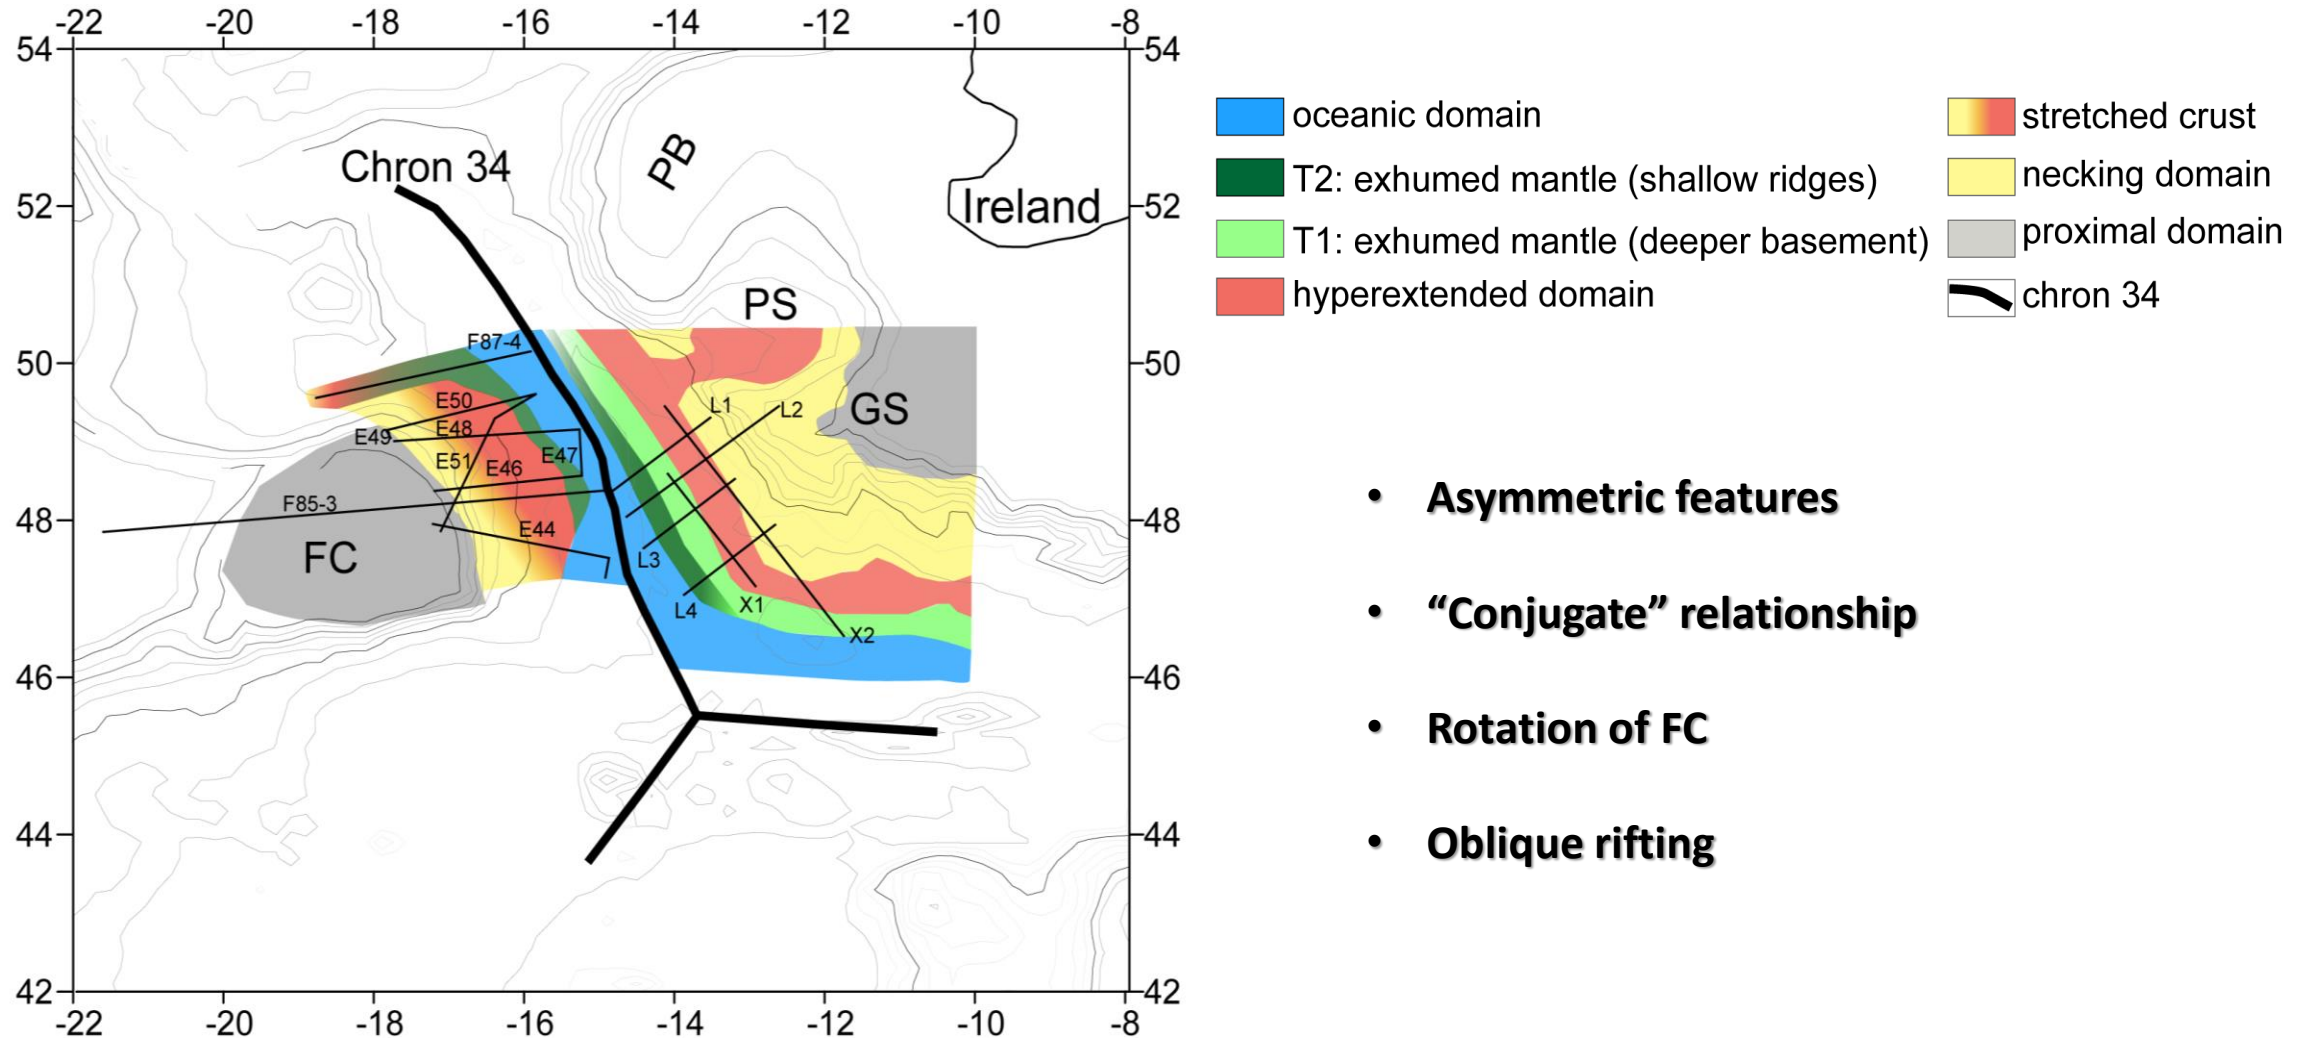 -22 -20 -18 -16 -14 -12 -10 -8
54 54
Chron 34
PB
52 52
Ireland
PS
50 50
F87-4
E50
L1
L2
GS
E49
E48
E51
E46
E47
F85-3
48 48
E44
FC
L3
L4
X1
X2
46 46
44 44
42 42
-22 -20 -18 -16 -14 -12 -10 -8
oceanic domain
T2: exhumed mantle (shallow ridges)
T1: exhumed mantle (deeper basement)
hyperextended domain
stretched crust
necking domain
proximal domain
chron 34
• Asymmetric features
• “Conjugate” relationship
• Rotation of FC
• Oblique rifting